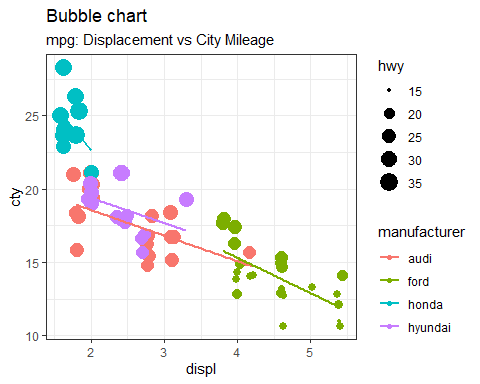 Bubble chart
mpg: Displacement vs City Mileage
cty
25
20
15
10
2
3
4
5
displ
hwy
15
20
25
30
35
manufacturer
audi
ford
honda
hyundai